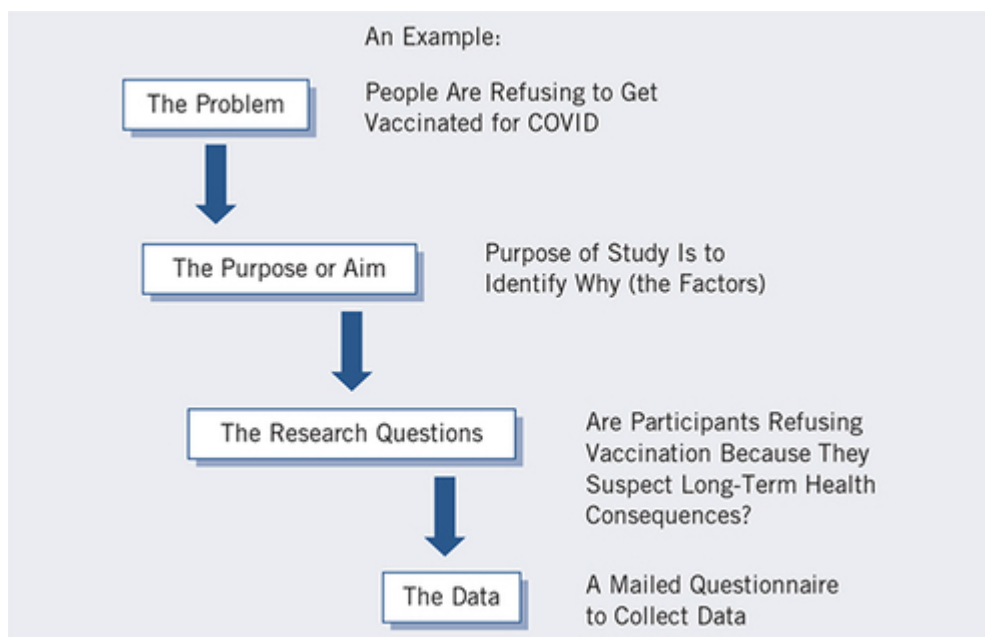 An Example:
The Problem
People Are Refusing to Get
Vaccinated for COVID
The Purpose or Aim
Purpose of Study Is to
Identify Why (the Factors)
The Research Questions
Are Participants Refusing
Vaccination Because They
Suspect Long-Term Health
Consequences?
The Data
A Mailed Questionnaire
to Collect Data